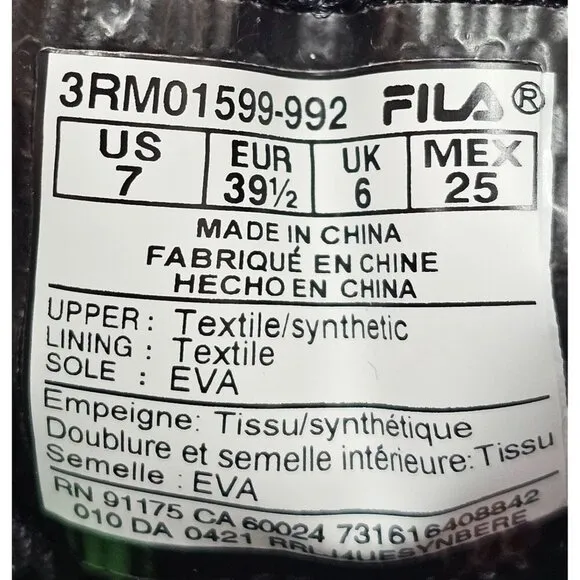 3RM01599-992 FILA®
US EUR UK MEX
7 39½ 6 25
MADE IN CHINA
FABRIQUÉ EN CHINE
HECHO EN CHINA
UPPER : Textile/synthetic
LINING : Textile
SOLE : EVA
Empeigne: Tissu/synthétique
Doublure et semelle intérieure: Tissu
Semelle : EVA
RN 91175 CA 60024 731616408842
010 DA 0421